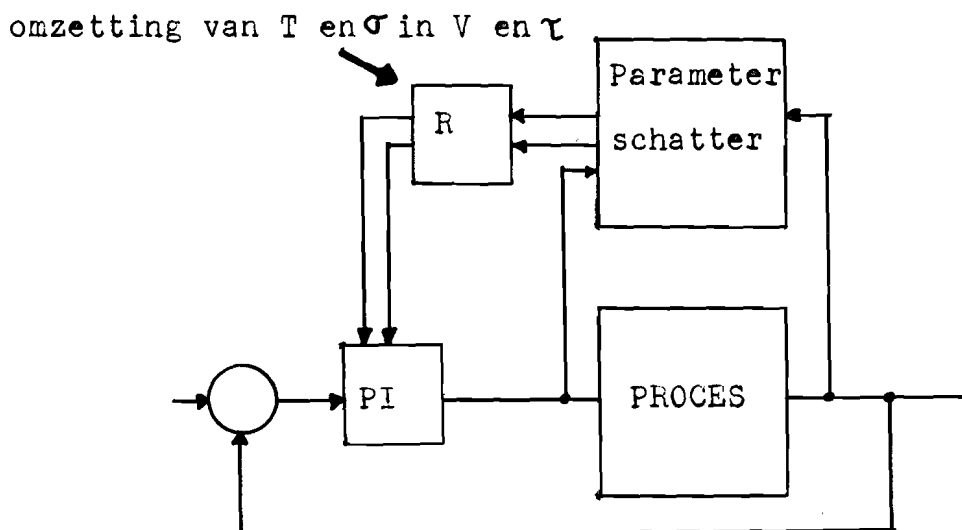 omzetting van T en σ in V en τ
Parameter
schatter
R
PI
PROCES